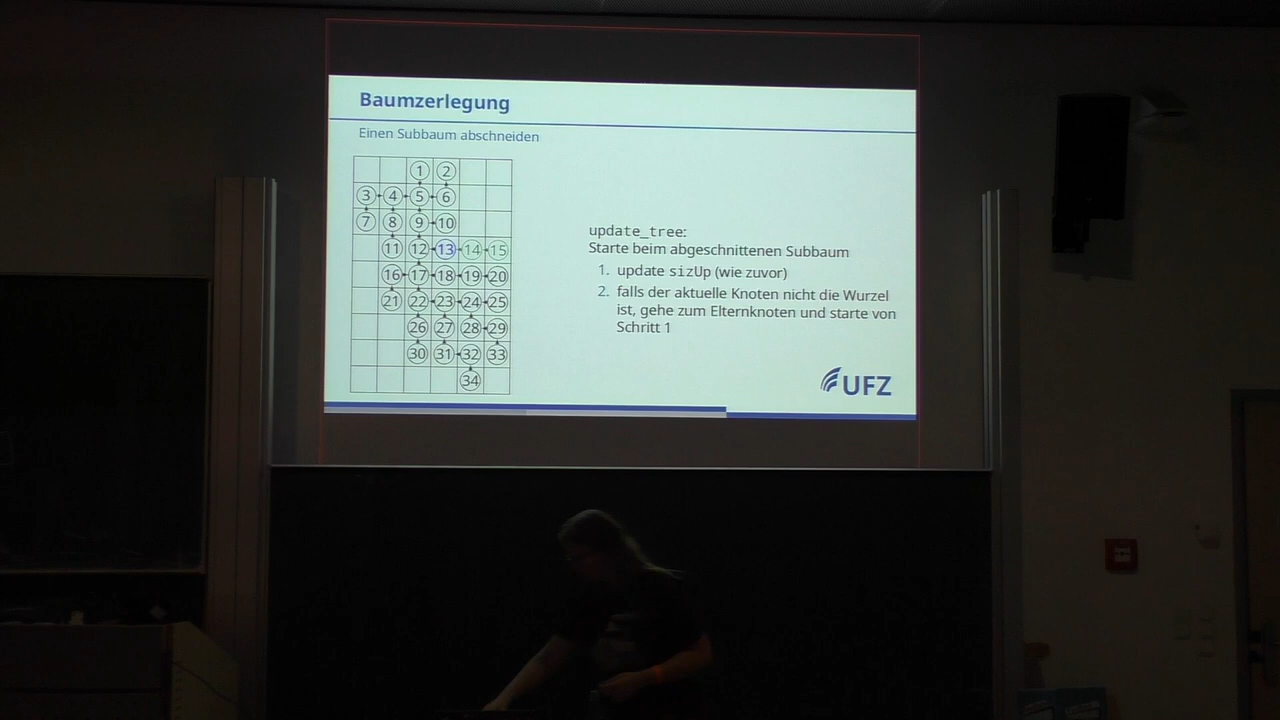 Baumzerlegung
Einen Subbaum abschneiden
1 2
3 4 5 6
7 8 9 10
11 12 13 14 15
16 17 18 19 20
21 22 23 24 25
26 27 28 29
30 31 32 33
34
update_tree:
Starte beim abgeschnittenen Subbaum
1. update sizUp (wie zuvor)
2. falls der aktuelle Knoten nicht die Wurzel
ist, gehe zum Elternknoten und starte von
Schritt 1
UFZ